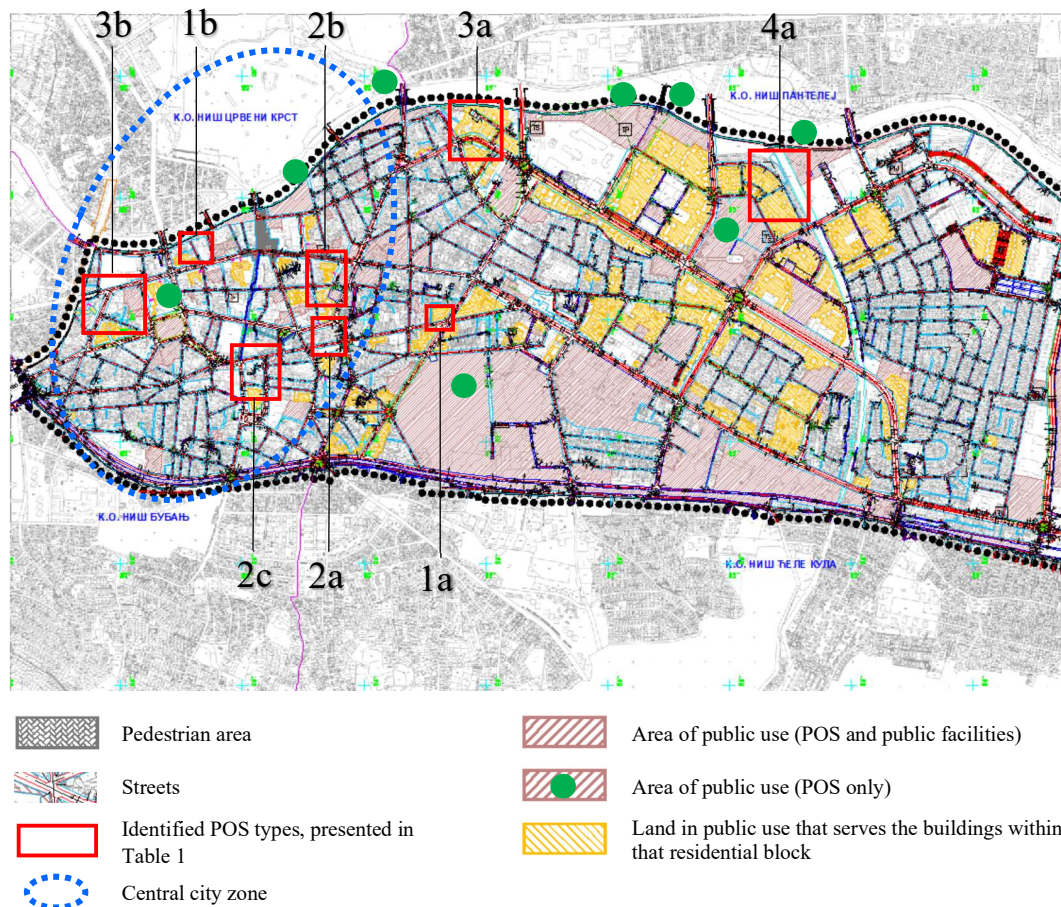 3b 1b 2b 3a 4a
К.О. НИШ ПАНТЕЛЕЈ
К.О. НИШ ЦРВЕНИ КРСТ
К.О. НИШ БУБАЊ
К.О. НИШ ЋЕЛЕ КУЛА
2c 2a 1a
Pedestrian area
Streets
Identified POS types, presented in
Table 1
Central city zone
Area of public use (POS and public facilities)
Area of public use (POS only)
Land in public use that serves the buildings within
that residential block